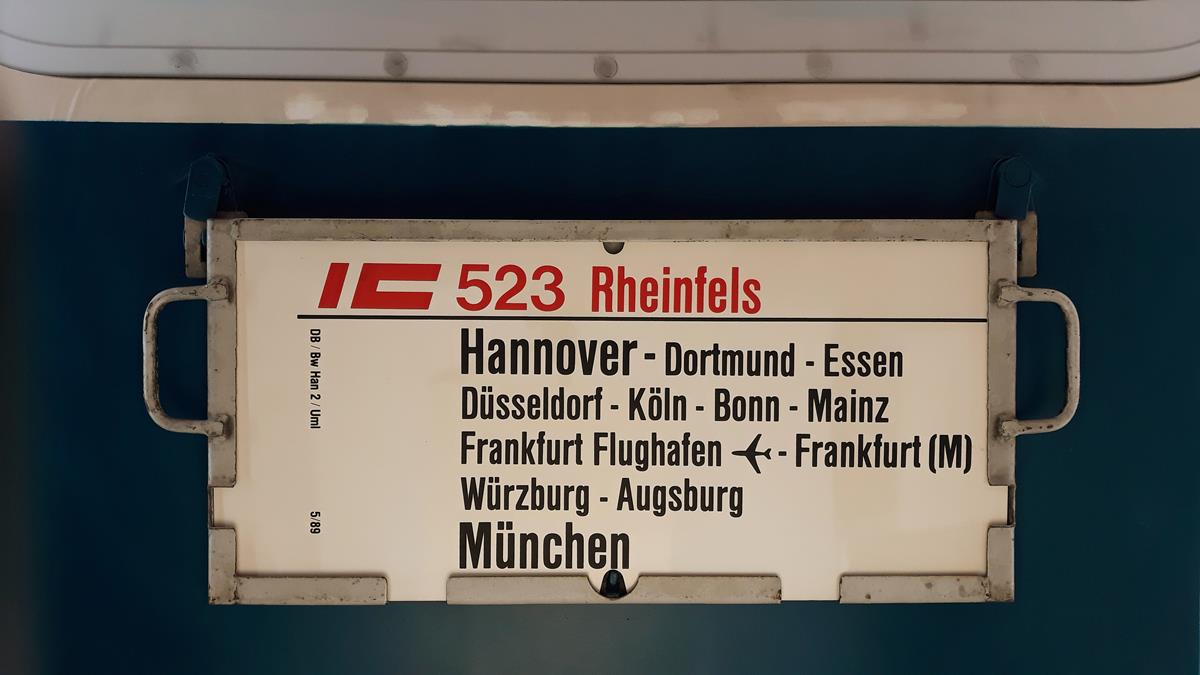 IC 523 Rheinfels
Hannover - Dortmund - Essen
Düsseldorf - Köln - Bonn - Mainz
Frankfurt Flughafen - Frankfurt (M)
Würzburg - Augsburg
München
DB / Bw Han 2 / Uml
5/89